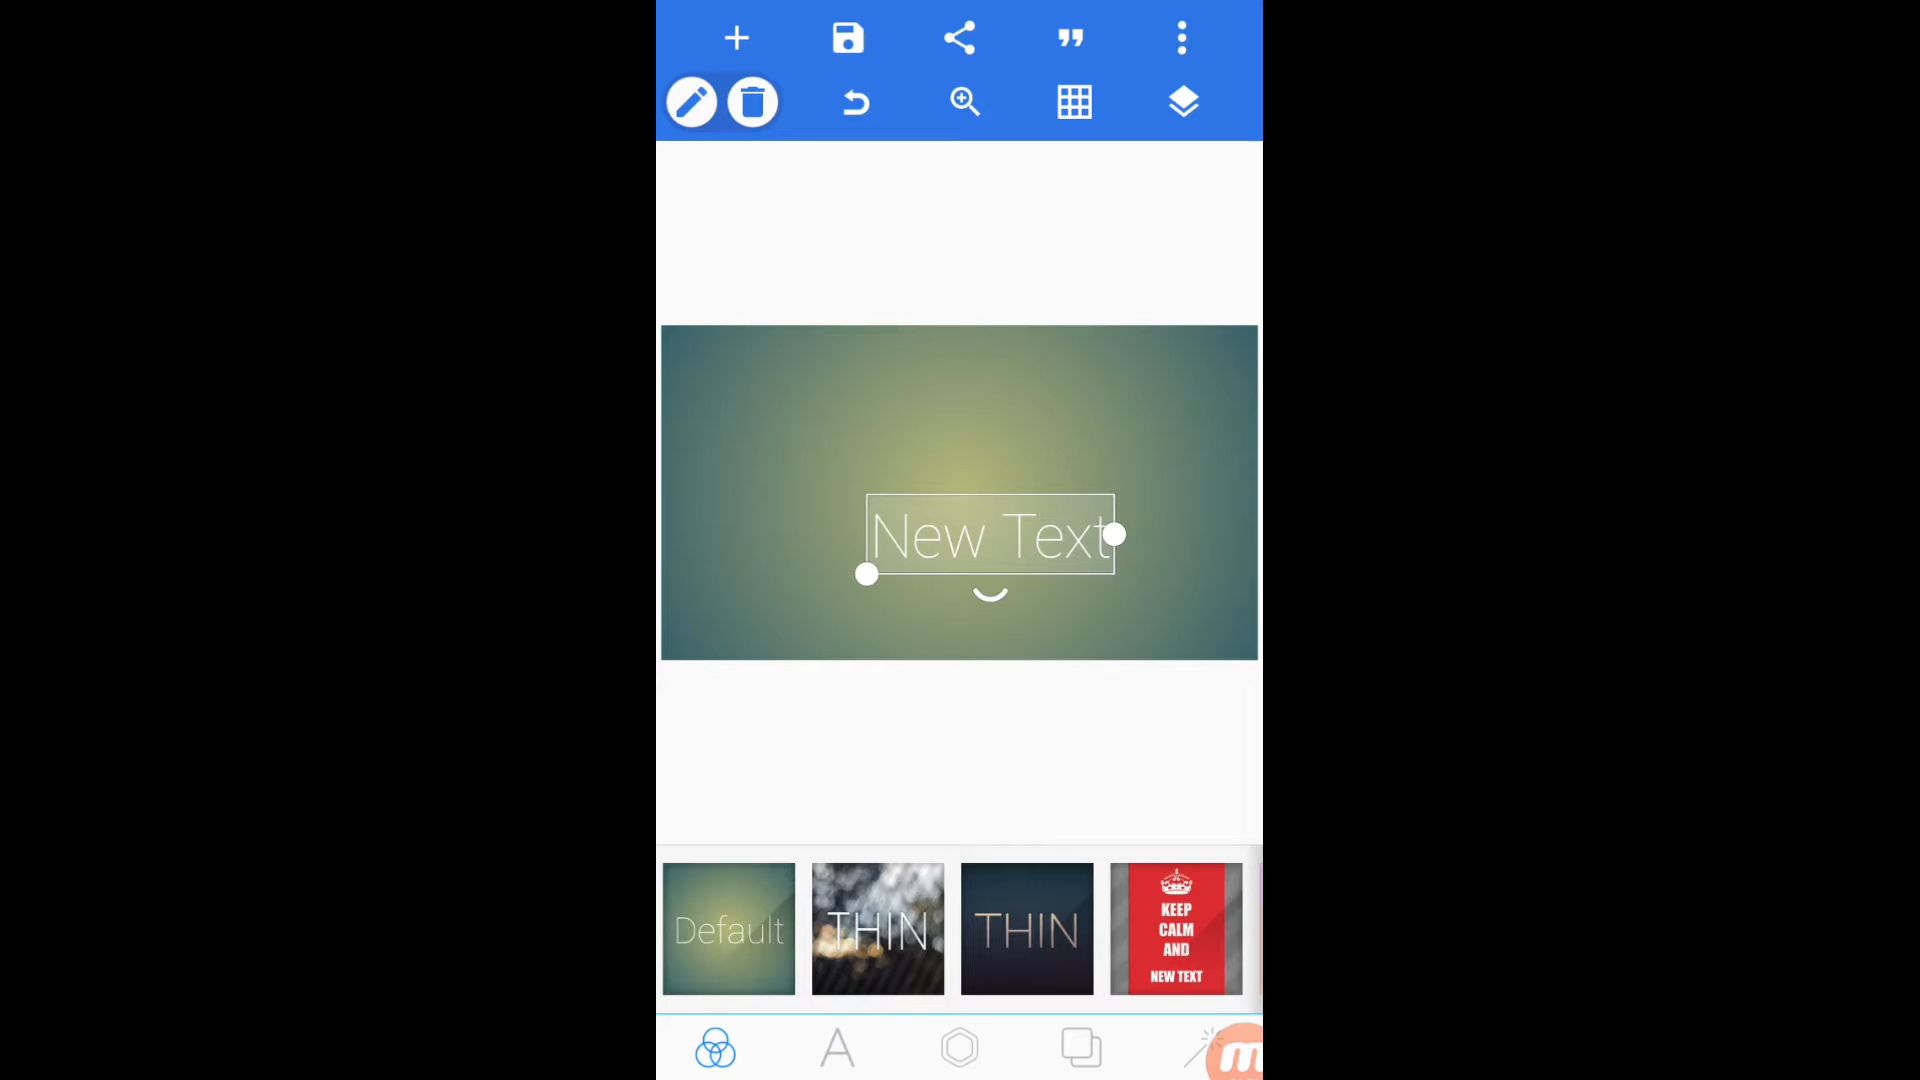 New Text
Default
THIN
THIN
KEEP
CALM
AND
NEW TEXT